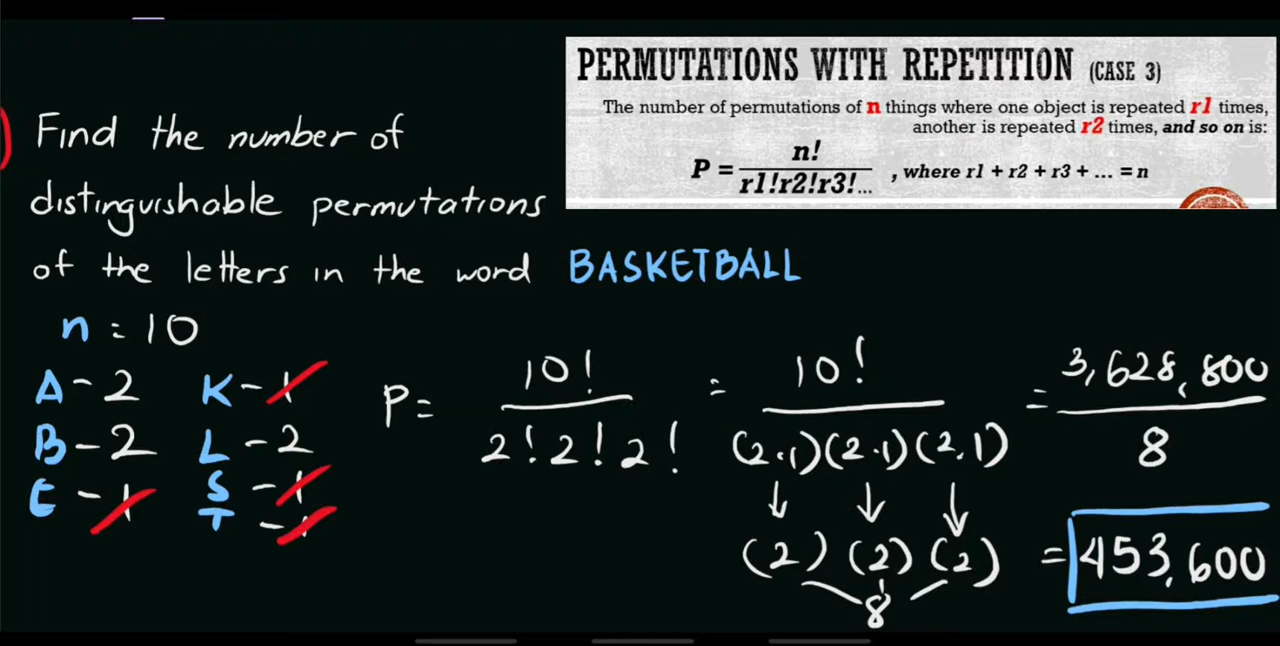 PERMUTATIONS WITH REPETITION (CASE 3)
The number of permutations of n things where one object is repeated r1 times,
another is repeated r2 times, and so on is:
P = n! / r1!r2!r3!... , where r1 + r2 + r3 + ... = n
) Find the number of
distinguishable permutations
of the letters in the word BASKETBALL
n = 10
A - 2 K - 1
B - 2 L - 2
E - 1 S - 1
T - 1
P = 10! / 2!2!2! = 10! / (2·1)(2·1)(2·1) = 3,628,800 / 8
↓ ↓ ↓
(2) (2) (2) = 453,600
8